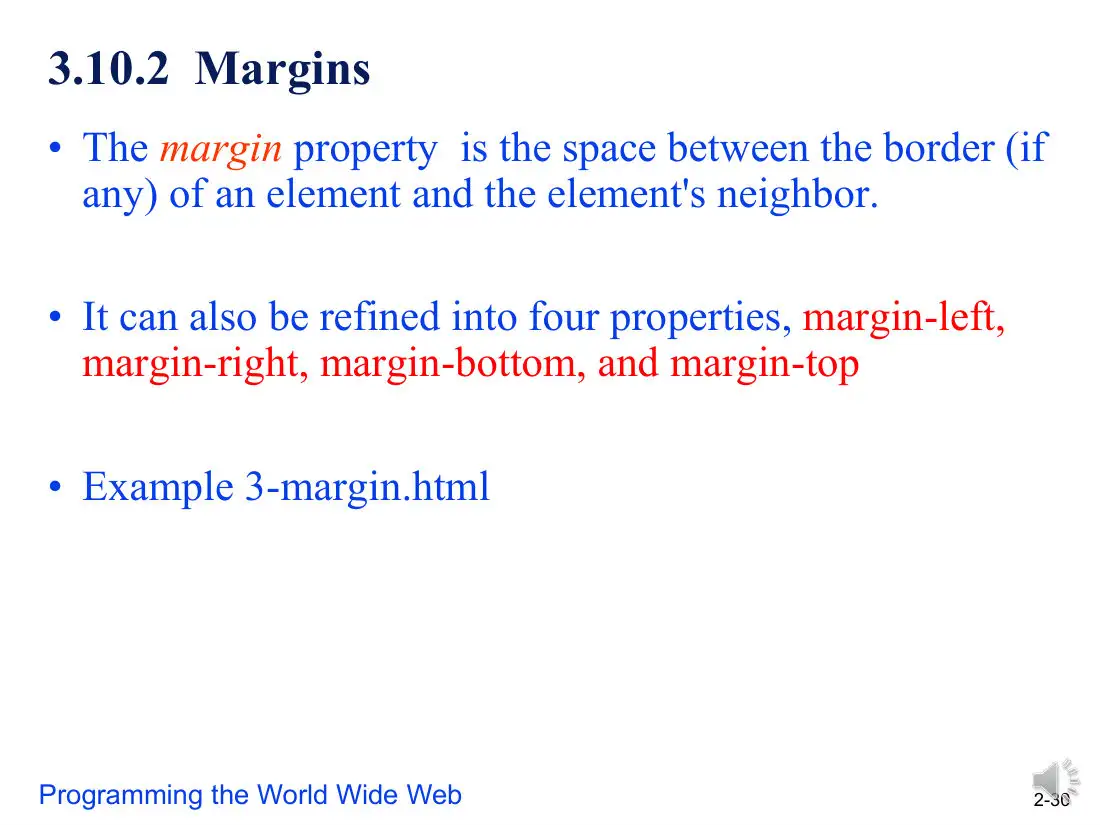 3.10.2 Margins
• The margin property is the space between the border (if
any) of an element and the element's neighbor.
• It can also be refined into four properties, margin-left,
margin-right, margin-bottom, and margin-top
• Example 3-margin.html
Programming the World Wide Web
2-30